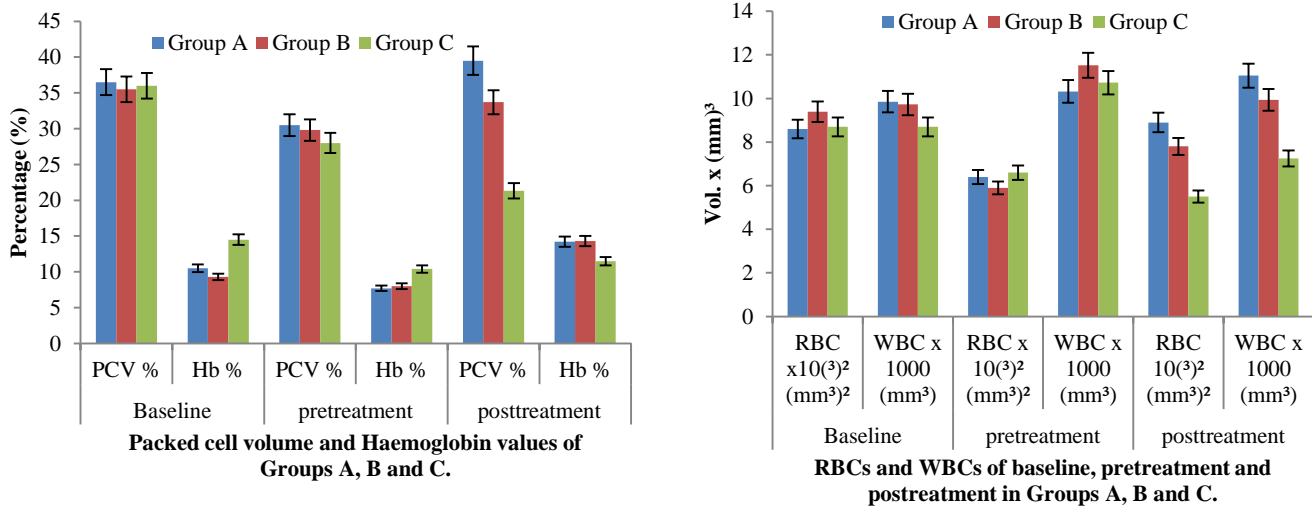 45
40
35
30
25
20
15
10
5
0
Percentage (%)
Group A Group B Group C
PCV % Hb % PCV % Hb % PCV % Hb %
Baseline pretreatment posttreatment
Packed cell volume and Haemoglobin values of
Groups A, B and C.
14
12
10
8
6
4
2
0
Vol. x (mm)³
Group A Group B Group C
RBC WBC x RBC x WBC x RBC WBC x
x10(³)² 1000 10(³)² 1000 10(³)² 1000
(mm³)² (mm³) (mm³)² (mm³) (mm³)² (mm³)
Baseline pretreatment posttreatment
RBCs and WBCs of baseline, pretreatment and
postreatment in Groups A, B and C.